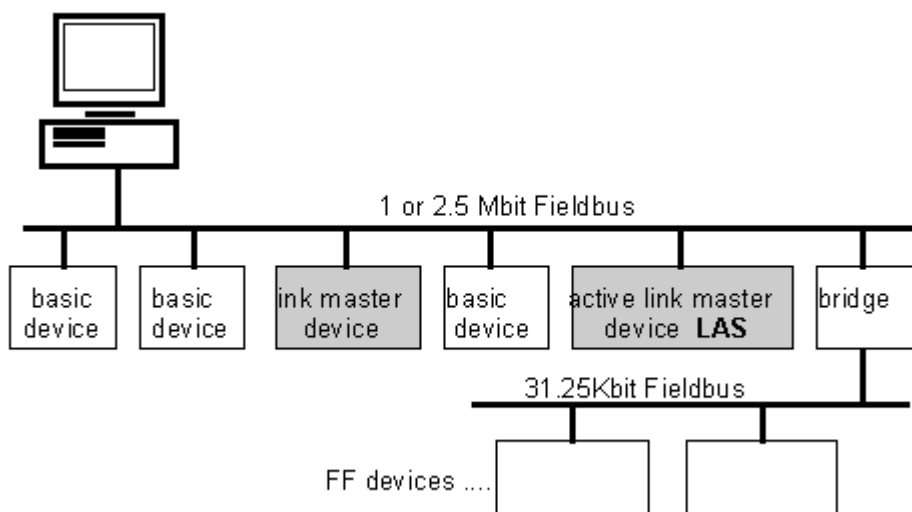 1 or 2.5 Mbit Fieldbus
basic
device
basic
device
ink master
device
basic
device
active link master
device LAS
bridge
31.25Kbit Fieldbus
FF devices ....